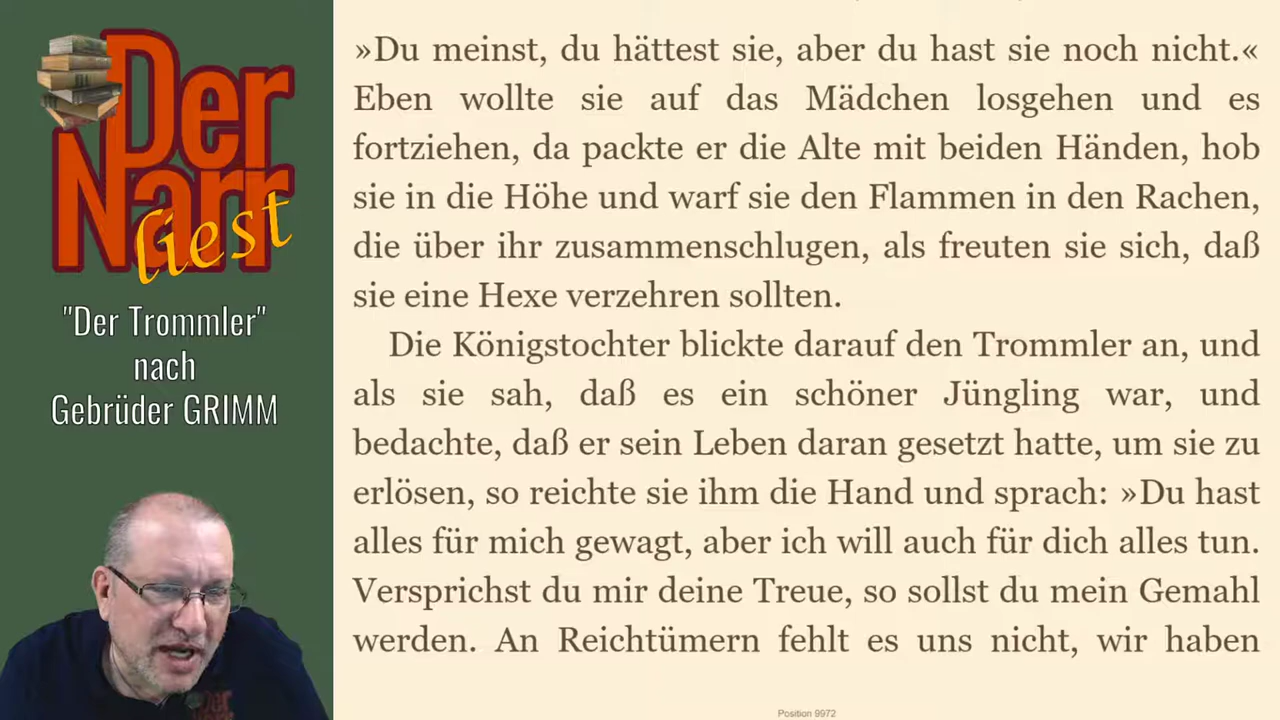 Der
Narr
liest
"Der Trommler"
nach
Gebrüder GRIMM
»Du meinst, du hättest sie, aber du hast sie noch nicht.«
Eben wollte sie auf das Mädchen losgehen und es
fortziehen, da packte er die Alte mit beiden Händen, hob
sie in die Höhe und warf sie den Flammen in den Rachen,
die über ihr zusammenschlugen, als freuten sie sich, daß
sie eine Hexe verzehren sollten.
Die Königstochter blickte darauf den Trommler an, und
als sie sah, daß es ein schöner Jüngling war, und
bedachte, daß er sein Leben daran gesetzt hatte, um sie zu
erlösen, so reichte sie ihm die Hand und sprach: »Du hast
alles für mich gewagt, aber ich will auch für dich alles tun.
Versprichst du mir deine Treue, so sollst du mein Gemahl
werden. An Reichtümern fehlt es uns nicht, wir haben
Position 9972